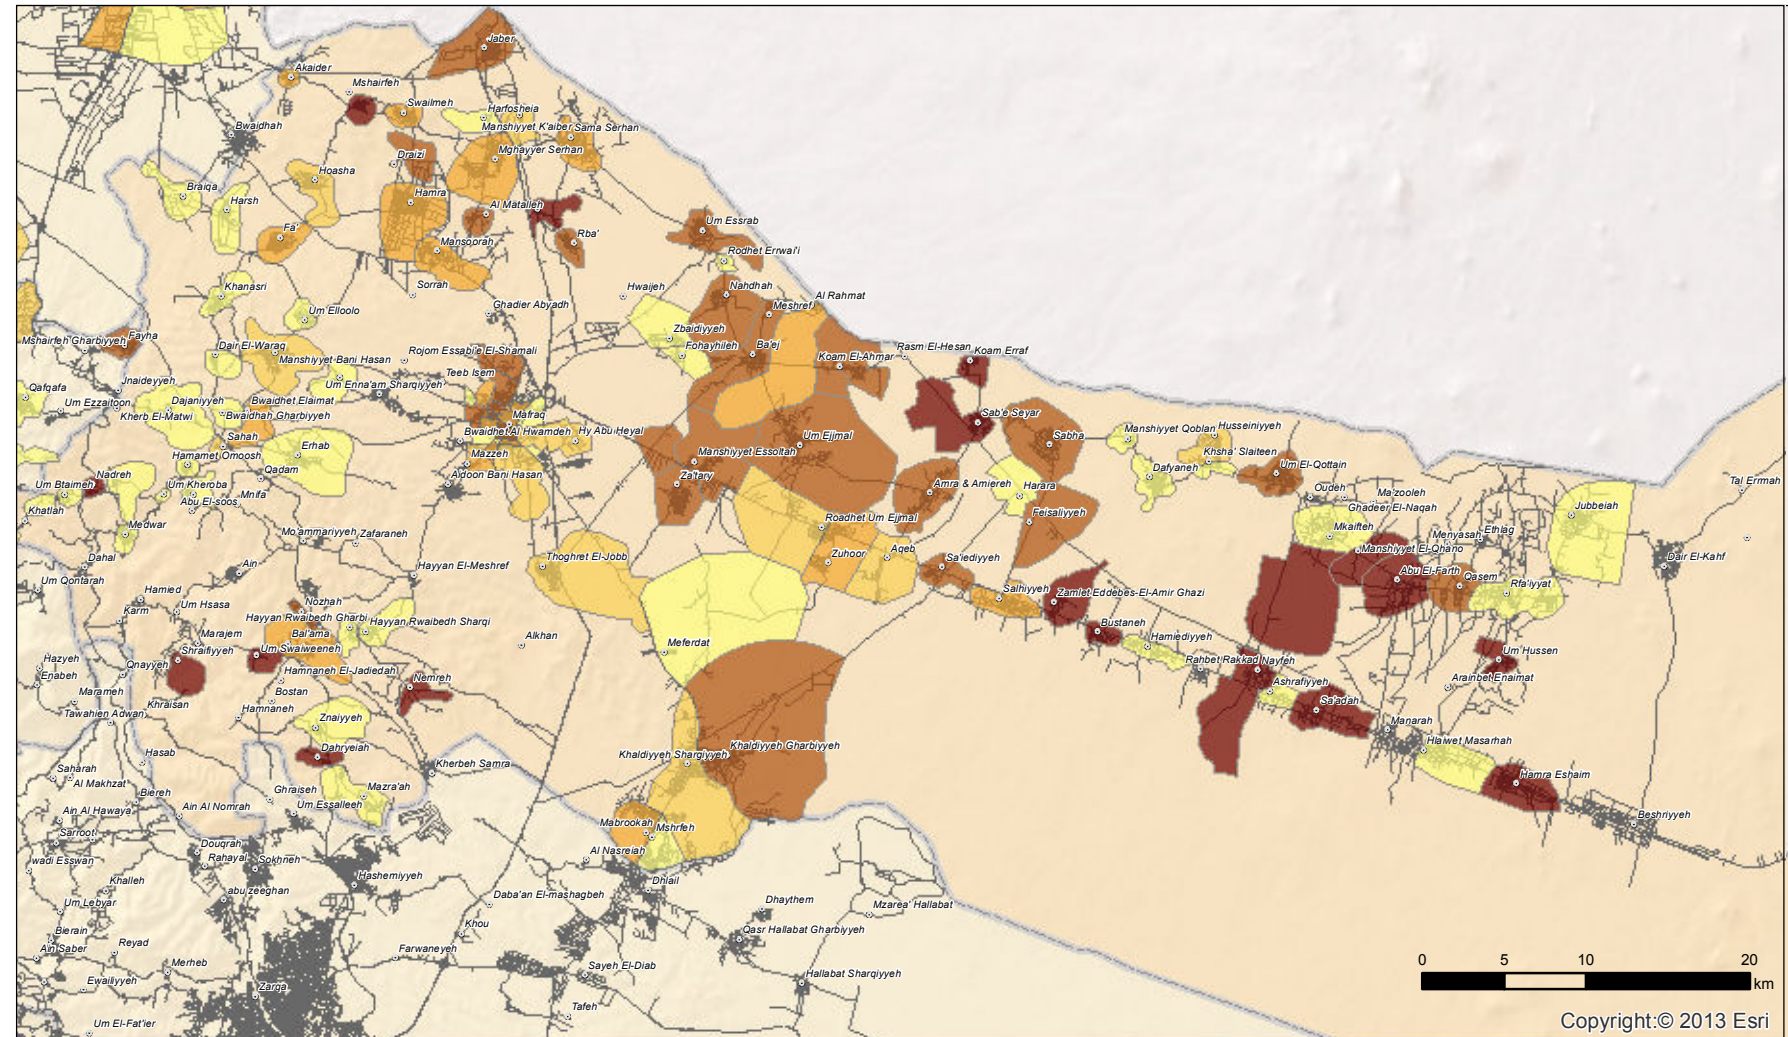 Jaber
Akaider
Mshairfeh
Swailmeh
Harfosheia
Manshiyyet K'aiber
Sama Serhan
Bwaidhah
Draizi
Mghayyer Serhan
Hoasha
Braiqa
Harsh
Hamra
Al Matalleh
Fa'
Mansoorah
Rba'
Um Essrab
Rodhet Errwai'i
Khanasri
Sorrah
Hwaijeh
Nahdhah
Al Rahmat
Um Elloolo
Ghadier Abyadh
Meshref
Mshairfeh Gharbiyyeh
Fayha
Zbaidiyyeh
Dair El-Waraq
Manshiyyet Bani Hasan
Rojom Essabi'e El-Shamali
Fohayhileh
Ba'ej
Koam El-Ahmar
Rasm El-Hesan
Koam Erraf
Teeb Isem
Jnaideyyeh
Um Enna'am Sharqiyyeh
Qafqafa
Um Ezzaitoon
Dajaniyyeh
Bwaidhet Elaimat
Kherb El-Matwi
Bwaidhah Gharbiyyeh
Mafraq
Sab'e Seyar
Sahah
Bwaidhet Al Hwamdeh
Hy Abu Heyal
Um Ejjmal
Sabha
Manshiyyet Qoblan
Husseiniyyeh
Erhab
Hamamet Omoosh
Mazzeh
Manshiyyet Essoltah
Khsha' Slaiteen
Nadreh
Qadam
Aidoon Bani Hasan
Za'tary
Amra & Amiereh
Harara
Dafyaneh
Um El-Qottain
Um Btaimeh
Um Kheroba
Mnifa
Abu El-soos
Oudeh
Ma'zooleh
Tal Ermah
Khatlah
Ghadeer El-Naqah
Jubbeiah
Medwar
Mo'ammariyyeh
Zafaraneh
Roadhet Um Ejjmal
Feisaliyyeh
Mkaifteh
Menyasah
Ethlag
Dahal
Thoghret El-Jobb
Zuhoor
Aqeb
Manshiyyet El-Qhano
Dair El-Kahf
Um Qontarah
Ain
Hayyan El-Meshref
Sa'iediyyeh
Abu El-Farth
Qasem
Rfa'iyyat
Hamied
Salhiyyeh
Zamlet Eddebes-El-Amir Ghazi
Karm
Um Hsasa
Nozhah
Hayyan Rwaibedh Gharbi
Hayyan Rwaibedh Sharqi
Marajem
Bal'ama
Alkhan
Meferdat
Bustaneh
Hamiediyyeh
Shraifiyyeh
Um Swaiweeneh
Um Hussen
Hazyeh
Enabeh
Qnayyeh
Hamnaneh El-Jadiedah
Nemreh
Rahbet Rakkad
Nayfeh
Arainbet Enaimat
Marameh
Khraisan
Bostan
Ashrafiyyeh
Tawahien Adwan
Hamnaneh
Znaiyyeh
Sa'adah
Manarah
Hasab
Dahryeiah
Khaldiyyeh Sharqiyyeh
Khaldiyyeh Gharbiyyeh
Hlaiwet Masarhah
Saharah
Al Makhzat
Kherbeh Samra
Hamra Eshaim
Biereh
Ghraiseh
Mazra'ah
Ain Al Hawaya
Ain Al Nomrah
Um Essalleeh
Beshriyyeh
Sarroot
Mabrookah
Mshrfeh
Douqrah
wadi Esswan
Rahayal
Sokhneh
Al Nasreiah
Khalleh
abu zeeghan
Hashemiyyeh
Dhlail
Um Lebyar
Daba'an El-mashagbeh
Dhaythem
Mzarea' Hallabat
Bierain
Khou
Qasr Hallabat Gharbiyyeh
Ain Saber
Reyad
Farwaneyeh
Merheb
Sayeh El-Diab
Hallabat Sharqiyyeh
Ewailiyyeh
Zarqa
Tafeh
Um El-Fat'ier
0 5 10 20
km
Copyright:© 2013 Esri